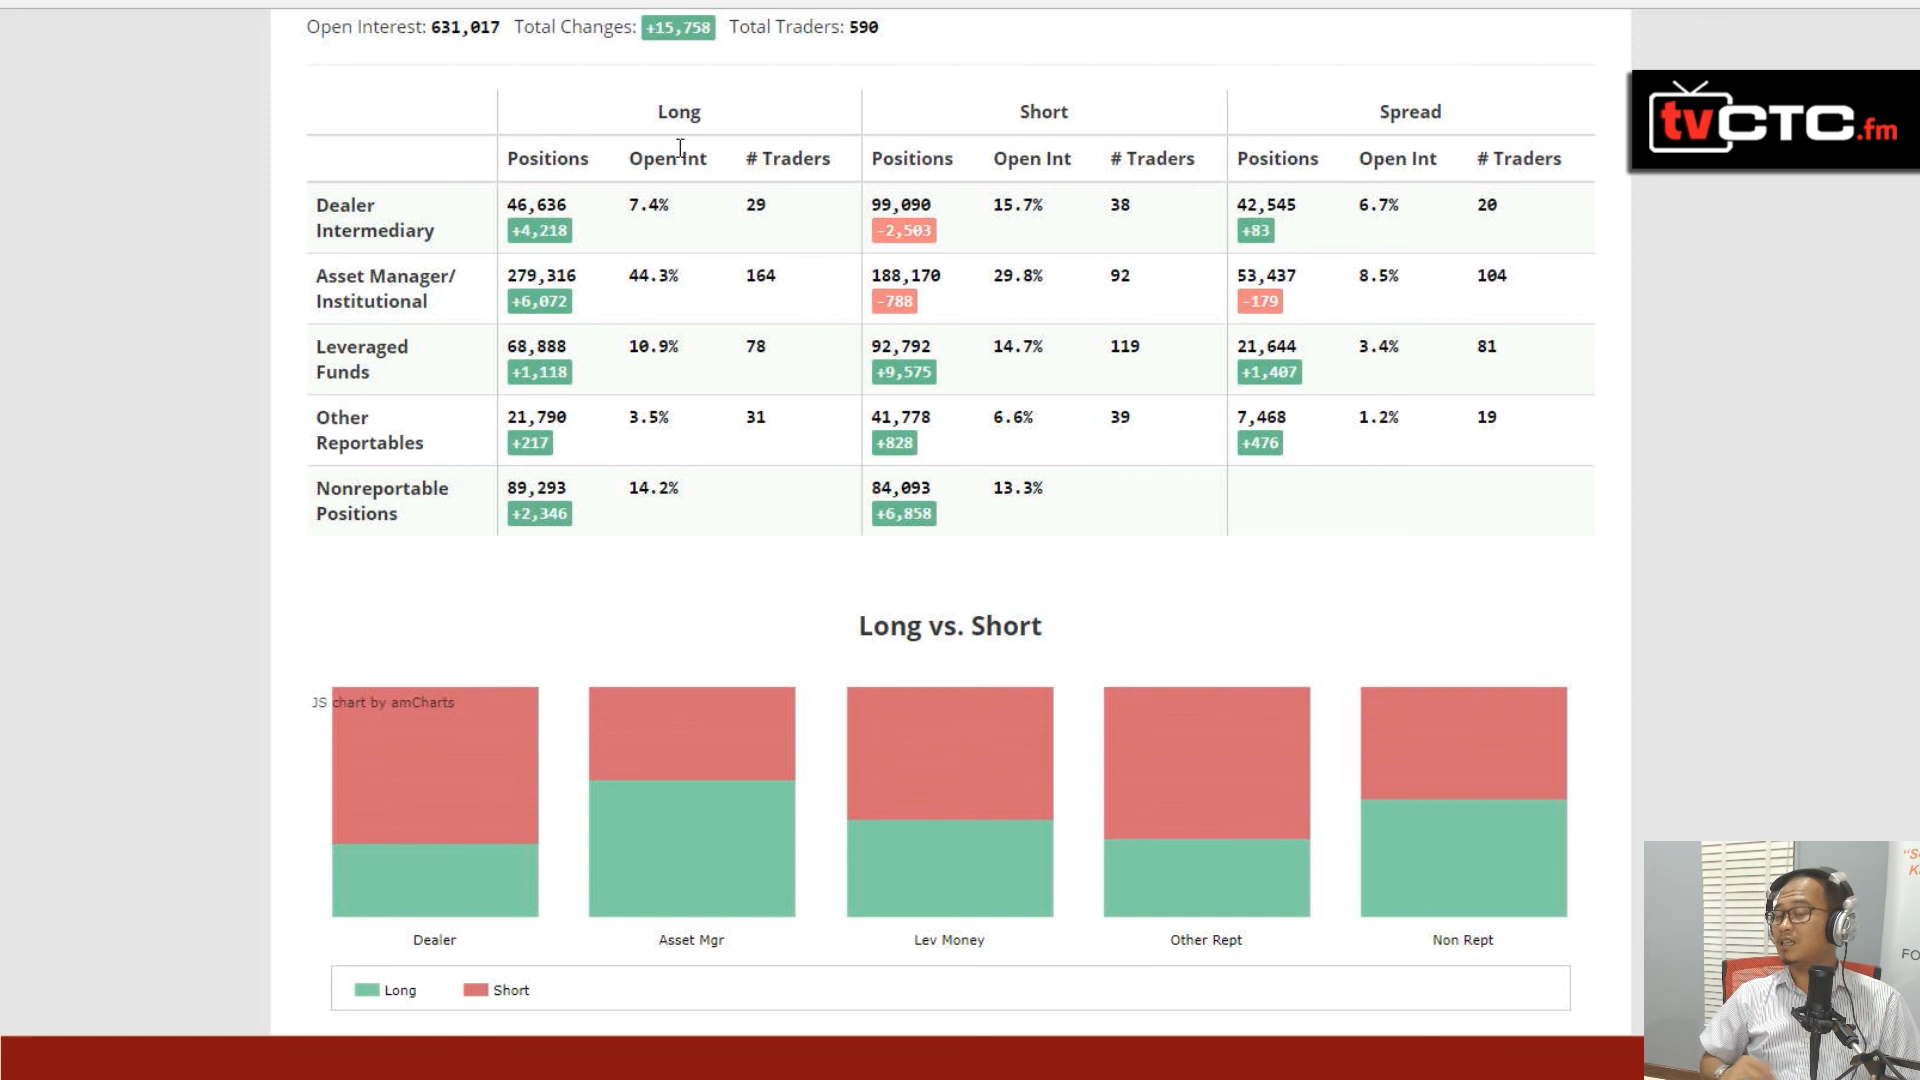 Open Interest: 631,017 Total Changes: +15,758 Total Traders: 590
Long Short Spread
Positions Open Int # Traders Positions Open Int # Traders Positions Open Int # Traders
Dealer 46,636 7.4% 29 99,090 15.7% 38 42,545 6.7% 20
Intermediary +4,218 -2,503 +83
Asset Manager/ 279,316 44.3% 164 188,170 29.8% 92 53,437 8.5% 104
Institutional +6,072 -788 -179
Leveraged 68,888 10.9% 78 92,792 14.7% 119 21,644 3.4% 81
Funds +1,118 +9,575 +1,407
Other 21,790 3.5% 31 41,778 6.6% 39 7,468 1.2% 19
Reportables +217 +828 +476
Nonreportable 89,293 14.2% 84,093 13.3%
Positions +2,346 +6,858
Long vs. Short
JS chart by amCharts
Dealer Asset Mgr Lev Money Other Rept Non Rept
Long Short
tvCTC.fm